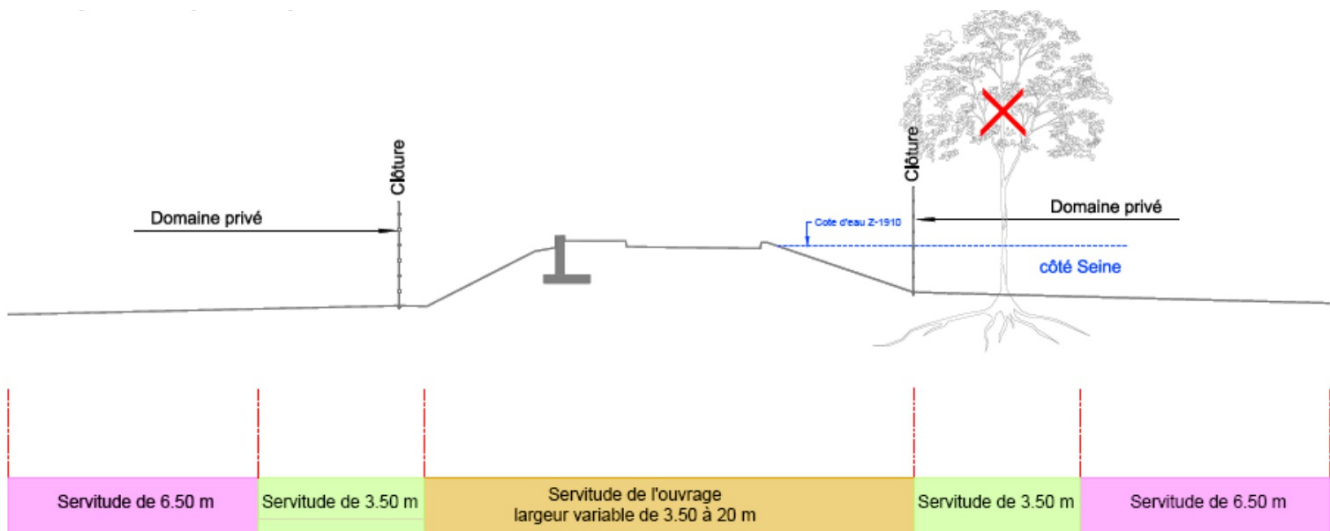 Clôture
Clôture
Domaine privé
Cote d'eau Z-1910
Domaine privé
côté Seine
Servitude de 6.50 m
Servitude de 3.50 m
Servitude de l'ouvrage
largeur variable de 3.50 à 20 m
Servitude de 3.50 m
Servitude de 6.50 m